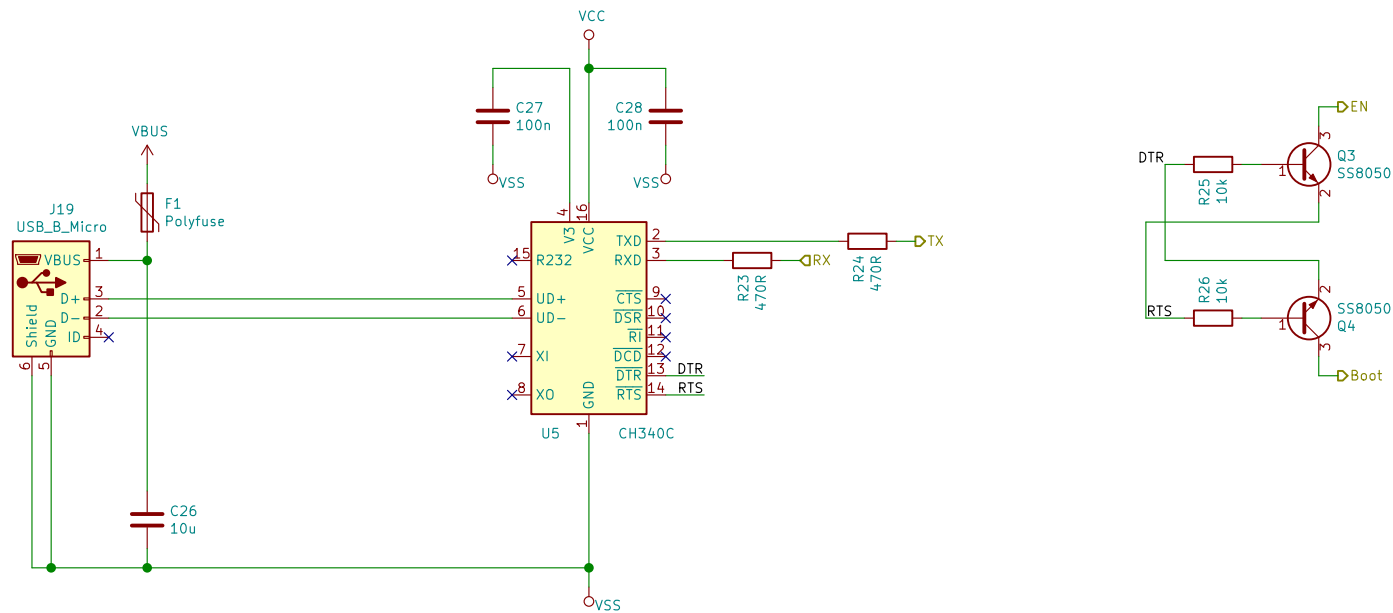 VCC
C27
100n
C28
100n
VSS
VSS
VBUS
F1
Polyfuse
J19
USB_B_Micro
VBUS 1
D+ 3
D- 2
ID 4
Shield
GND
6
5
C26
10u
4
16
V3
VCC
15 R232
5 UD+
6 UD-
7 XI
8 XO
TXD 2
RXD 3
CTS 9
DSR 10
RI 11
DCD 12
DTR 13
RTS 14
GND
1
U5
CH340C
DTR
RTS
R23
470R
RX
R24
470R
TX
VSS
EN
3
DTR
R25
10k
1
Q3
SS8050
2
RTS
R26
10k
1
2
SS8050
Q4
3
Boot